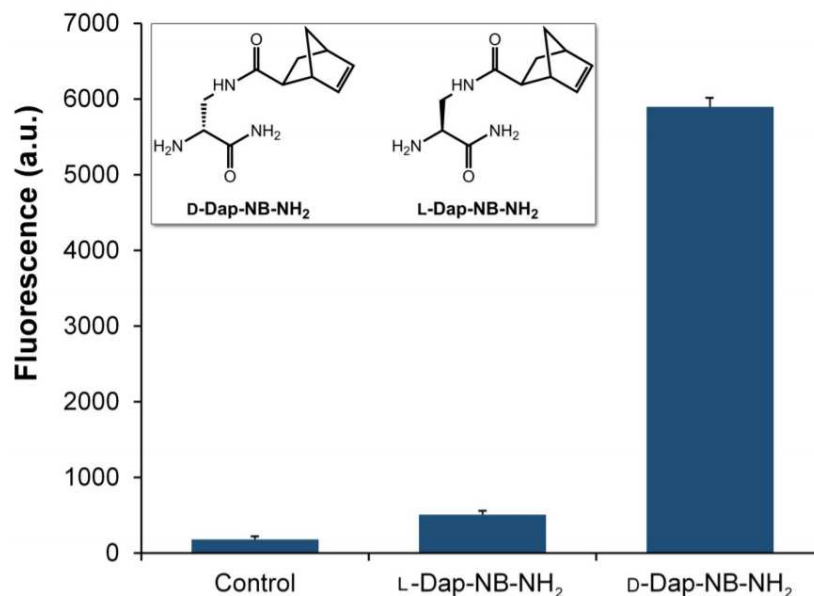 7000
6000
5000
4000
3000
2000
1000
0
Fluorescence (a.u.)
O
HN
H₂N
NH₂
O
D-Dap-NB-NH₂
O
HN
H₂N
NH₂
O
L-Dap-NB-NH₂
Control
L-Dap-NB-NH₂
D-Dap-NB-NH₂